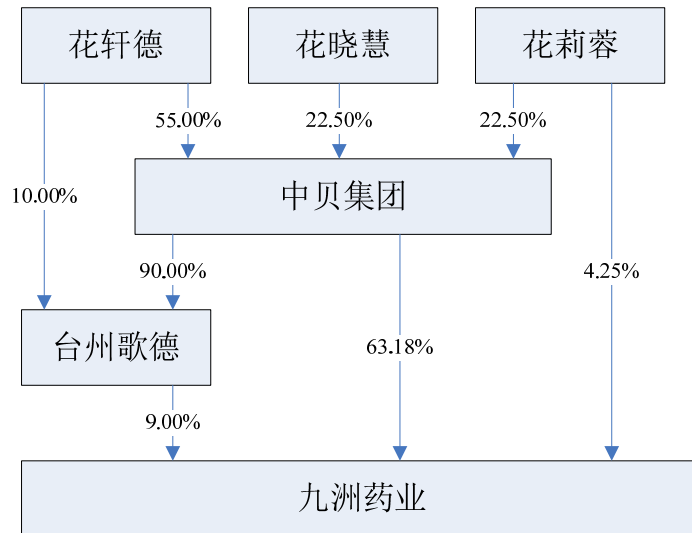 花轩德
花晓慧
花莉蓉
55.00%
22.50%
22.50%
10.00%
中贝集团
90.00%
4.25%
台州歌德
63.18%
9.00%
九洲药业